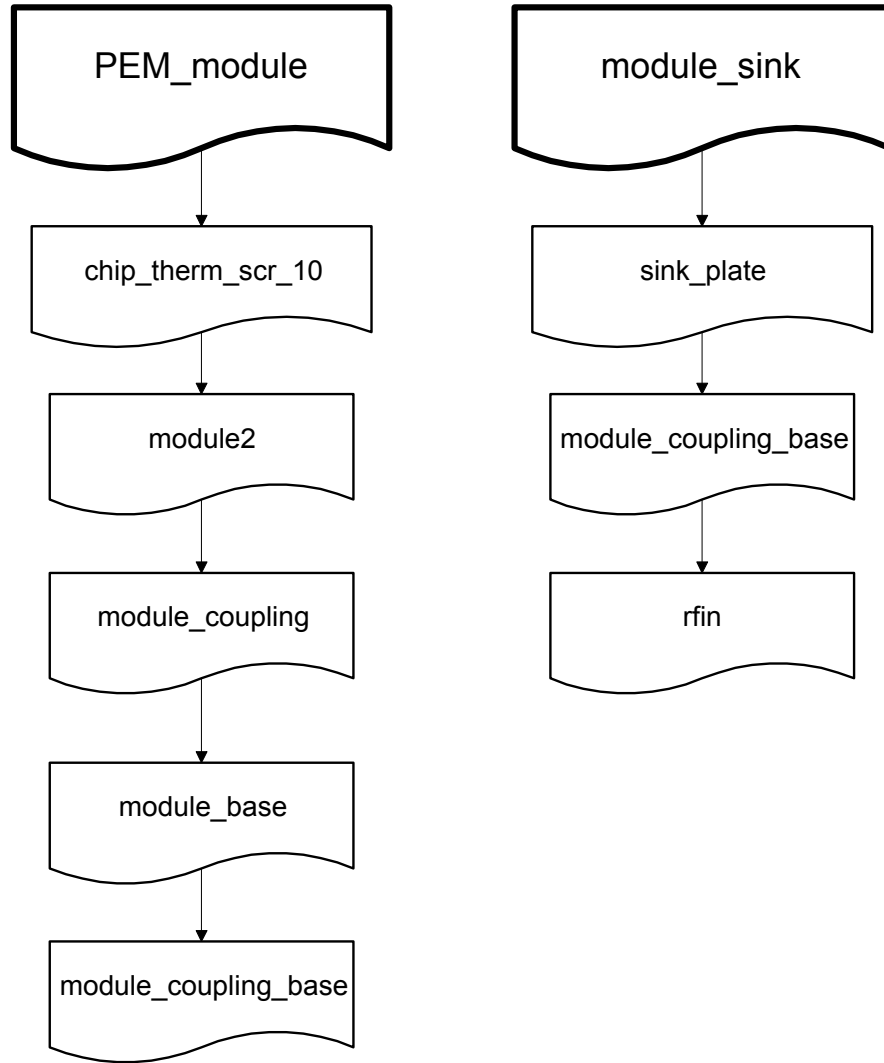 PEM_module
chip_therm_scr_10
module2
module_coupling
module_base
module_coupling_base
module_sink
sink_plate
module_coupling_base
rfin